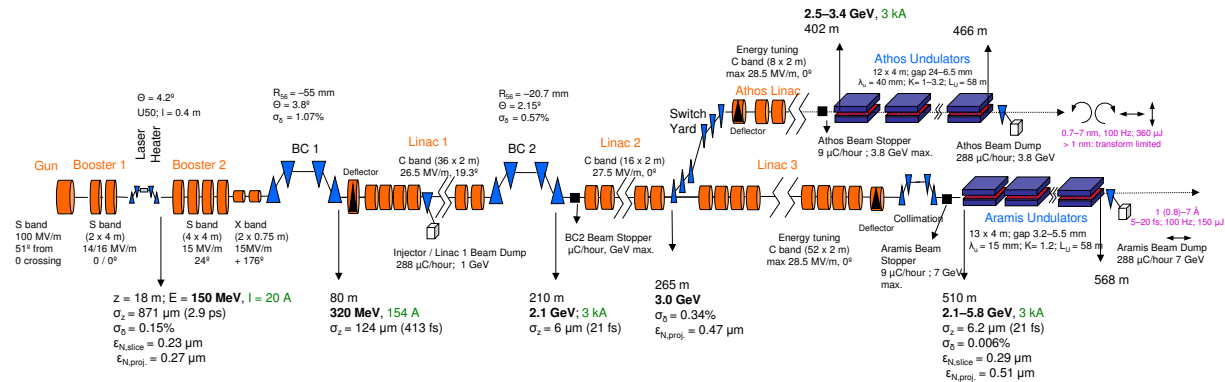 2.5–3.4 GeV, 3 kA
402 m
466 m
Energy tuning
C band (8 x 2 m)
max 28.5 MV/m, 0º
Athos Undulators
12 x 4 m; gap 24–6.5 mm
λu = 40 mm; K= 1–3.2; LU = 58 m
Athos Linac
Switch
Yard
Deflector
Athos Beam Stopper
9 µC/hour ; 3.8 GeV max.
Athos Beam Dump
288 µC/hour; 3.8 GeV
0.7–7 nm, 100 Hz; 360 µJ
> 1 nm: transform limited
Θ = 4.2º
U50; l = 0.4 m
Laser
Heater
R56 = –55 mm
Θ = 3.8º
σδ = 1.07%
R56 = –20.7 mm
Θ = 2.15º
σδ = 0.57%
Gun
Booster 1
Booster 2
BC 1
Deflector
Linac 1
C band (36 x 2 m)
26.5 MV/m, 19.3º
BC 2
Linac 2
C band (16 x 2 m)
27.5 MV/m, 0º
Linac 3
S band
100 MV/m
51º from
0 crossing
S band
(2 x 4 m)
14/16 MV/m
0 / 0º
S band
(4 x 4 m)
15 MV/m
24º
X band
(2 x 0.75 m)
15MV/m
+ 176º
Injector / Linac 1 Beam Dump
288 µC/hour; 1 GeV
BC2 Beam Stopper
µC/hour, GeV max.
Energy tuning
C band (52 x 2 m)
max 28.5 MV/m, 0º
Deflector
Collimation
Aramis Beam
Stopper
9 µC/hour ; 7 GeV
max.
Aramis Undulators
13 x 4 m; gap 3.2–5.5 mm
λu = 15 mm; K= 1.2; LU = 58 m
1 (0.8)–7 Å
5–20 fs; 100 Hz; 150 µJ
Aramis Beam Dump
288 µC/hour 7 GeV
568 m
z = 18 m; E = 150 MeV, I = 20 A
σz = 871 µm (2.9 ps)
σδ = 0.15%
εN,slice = 0.23 µm
εN,proj. = 0.27 µm
80 m
320 MeV, 154 A
σz = 124 µm (413 fs)
210 m
2.1 GeV; 3 kA
σz = 6 µm (21 fs)
265 m
3.0 GeV
σδ = 0.34%
εN,proj. = 0.47 µm
510 m
2.1–5.8 GeV, 3 kA
σz = 6.2 µm (21 fs)
σδ = 0.006%
εN,slice = 0.29 µm
εN,proj. = 0.51 µm